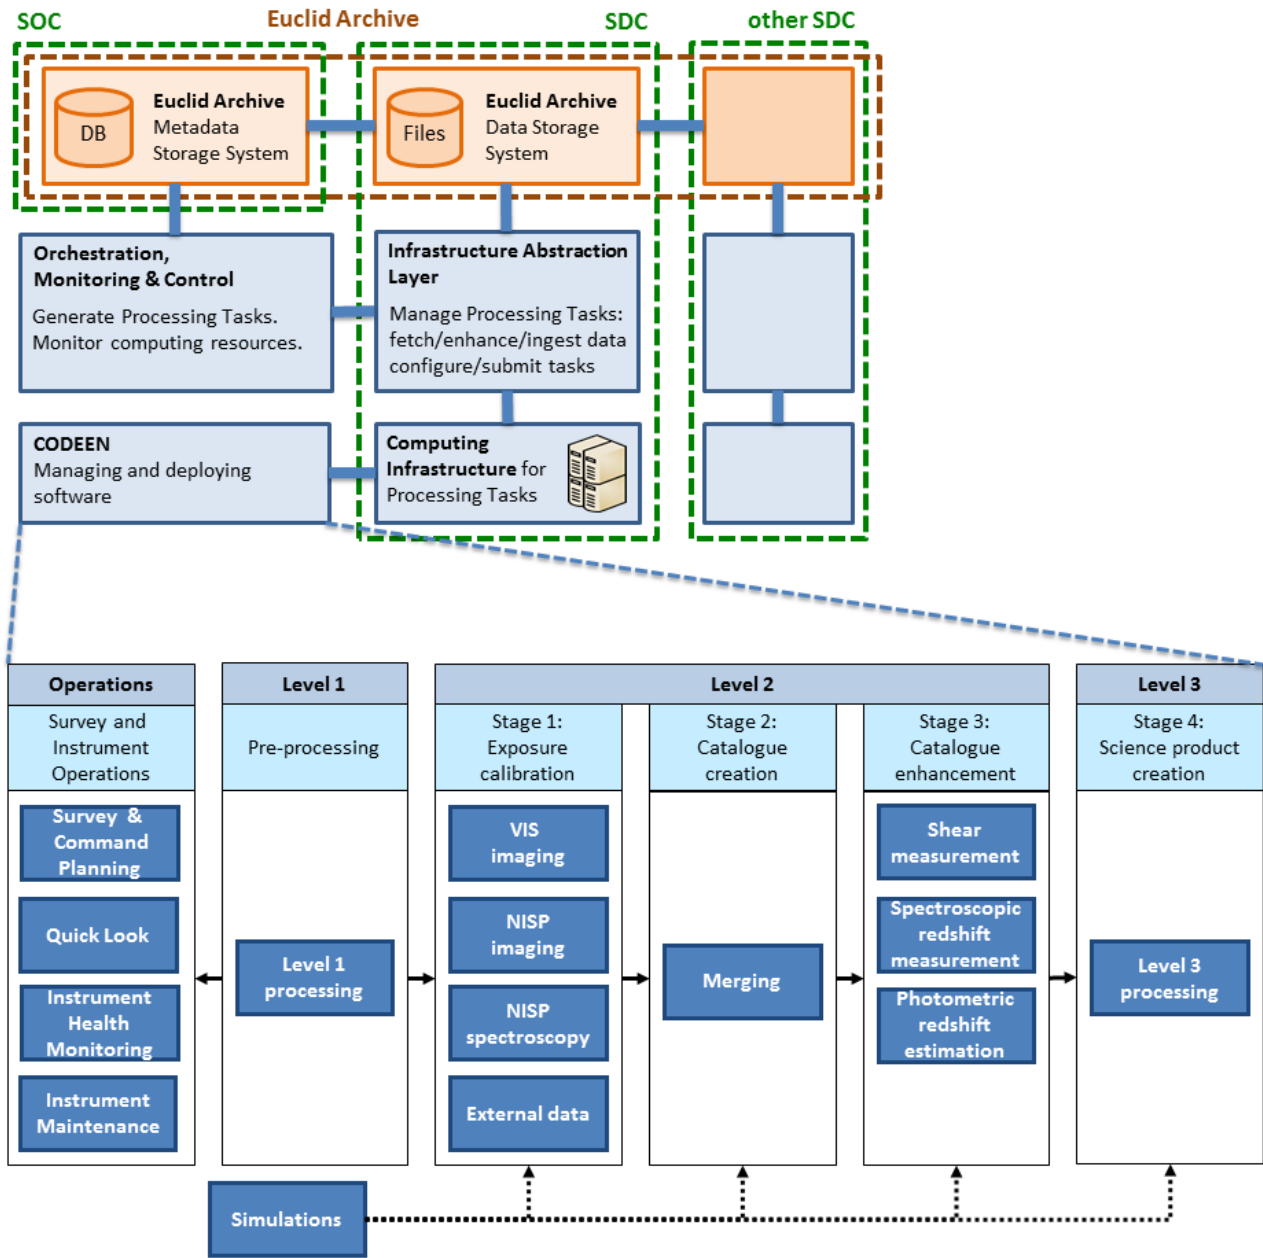 SOC
Euclid Archive
SDC
other SDC
DB
Euclid Archive
Metadata
Storage System
Files
Euclid Archive
Data Storage
System
Orchestration,
Monitoring & Control
Generate Processing Tasks.
Monitor computing resources.
Infrastructure Abstraction
Layer
Manage Processing Tasks:
fetch/enhance/ingest data
configure/submit tasks
CODEEN
Managing and deploying
software
Computing
Infrastructure for
Processing Tasks
Operations
Level 1
Level 2
Level 3
Survey and
Instrument
Operations
Pre-processing
Stage 1:
Exposure
calibration
Stage 2:
Catalogue
creation
Stage 3:
Catalogue
enhancement
Stage 4:
Science product
creation
Survey &
Command
Planning
Quick Look
Instrument
Health
Monitoring
Instrument
Maintenance
Level 1
processing
VIS
imaging
NISP
imaging
NISP
spectroscopy
External data
Merging
Shear
measurement
Spectroscopic
redshift
measurement
Photometric
redshift
estimation
Level 3
processing
Simulations